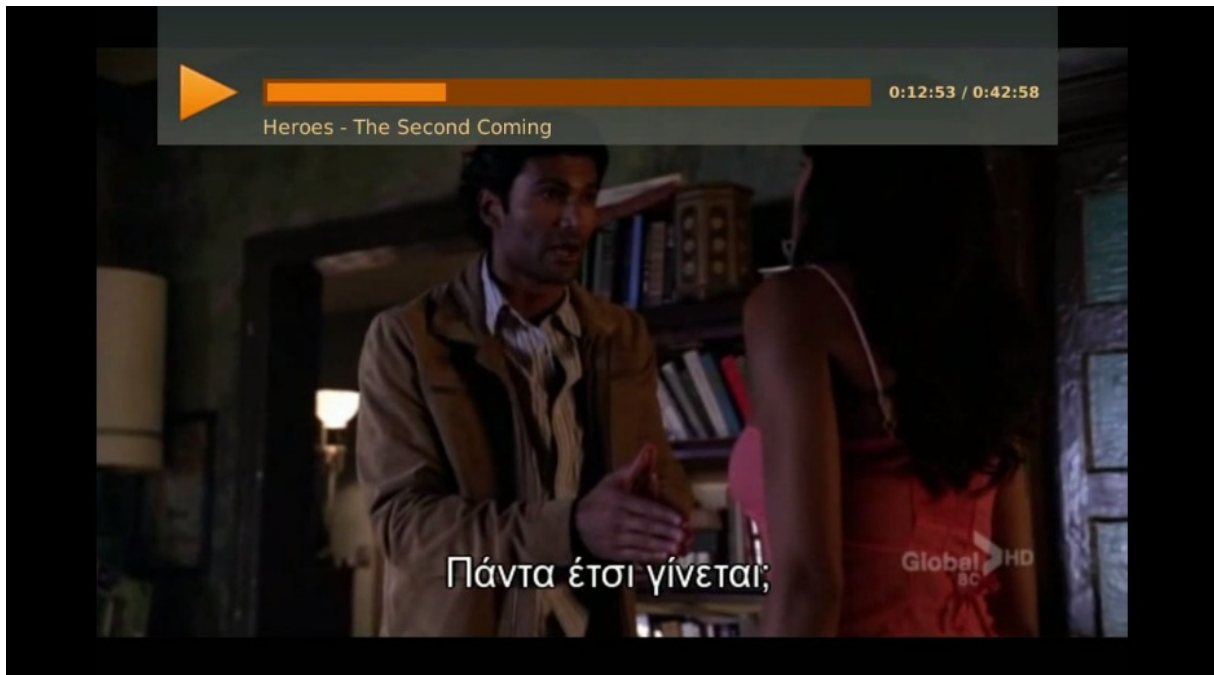 0:12:53 / 0:42:58
Heroes - The Second Coming
Global HD
BC
Πάντα έτσι γίνεται;